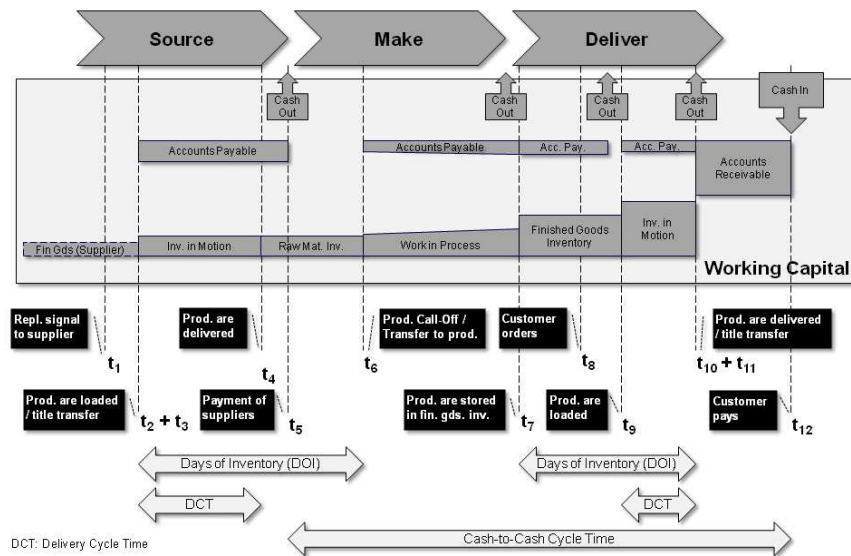 Source
Make
Deliver
Cash
Out
Cash
Out
Cash
Out
Cash
Out
Cash In
Accounts Payable
Accounts Payable
Acc. Pay.
Acc. Pay.
Accounts
Receivable
Fin Gds (Supplier)
Inv. in Motion
Raw Mat. Inv.
Work in Process
Finished Goods
Inventory
Inv. in
Motion
Working Capital
Repl. signal
to supplier
t1
Prod. are
delivered
t4
Prod. Call-Off /
Transfer to prod.
t6
Customer
orders
t8
Prod. are delivered
/ title transfer
t10 + t11
Prod. are loaded
/ title transfer
t2 + t3
Payment of
suppliers
t5
Prod. are stored
in fin. gds. inv.
t7
Prod. are
loaded
t9
Customer
pays
t12
Days of Inventory (DOI)
Days of Inventory (DOI)
DCT
DCT
DCT: Delivery Cycle Time
Cash-to-Cash Cycle Time